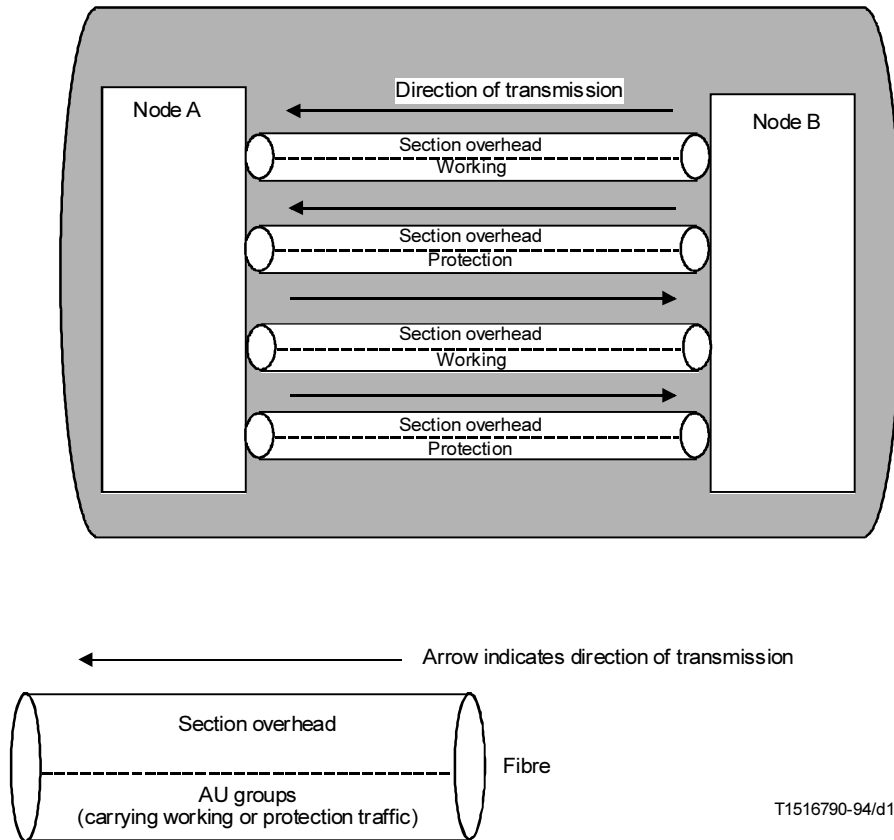 Direction of transmission
Node A
Node B
Section overhead
Working
Section overhead
Protection
Section overhead
Working
Section overhead
Protection
Arrow indicates direction of transmission
Section overhead
Fibre
AU groups
(carrying working or protection traffic)
T1516790-94/d1